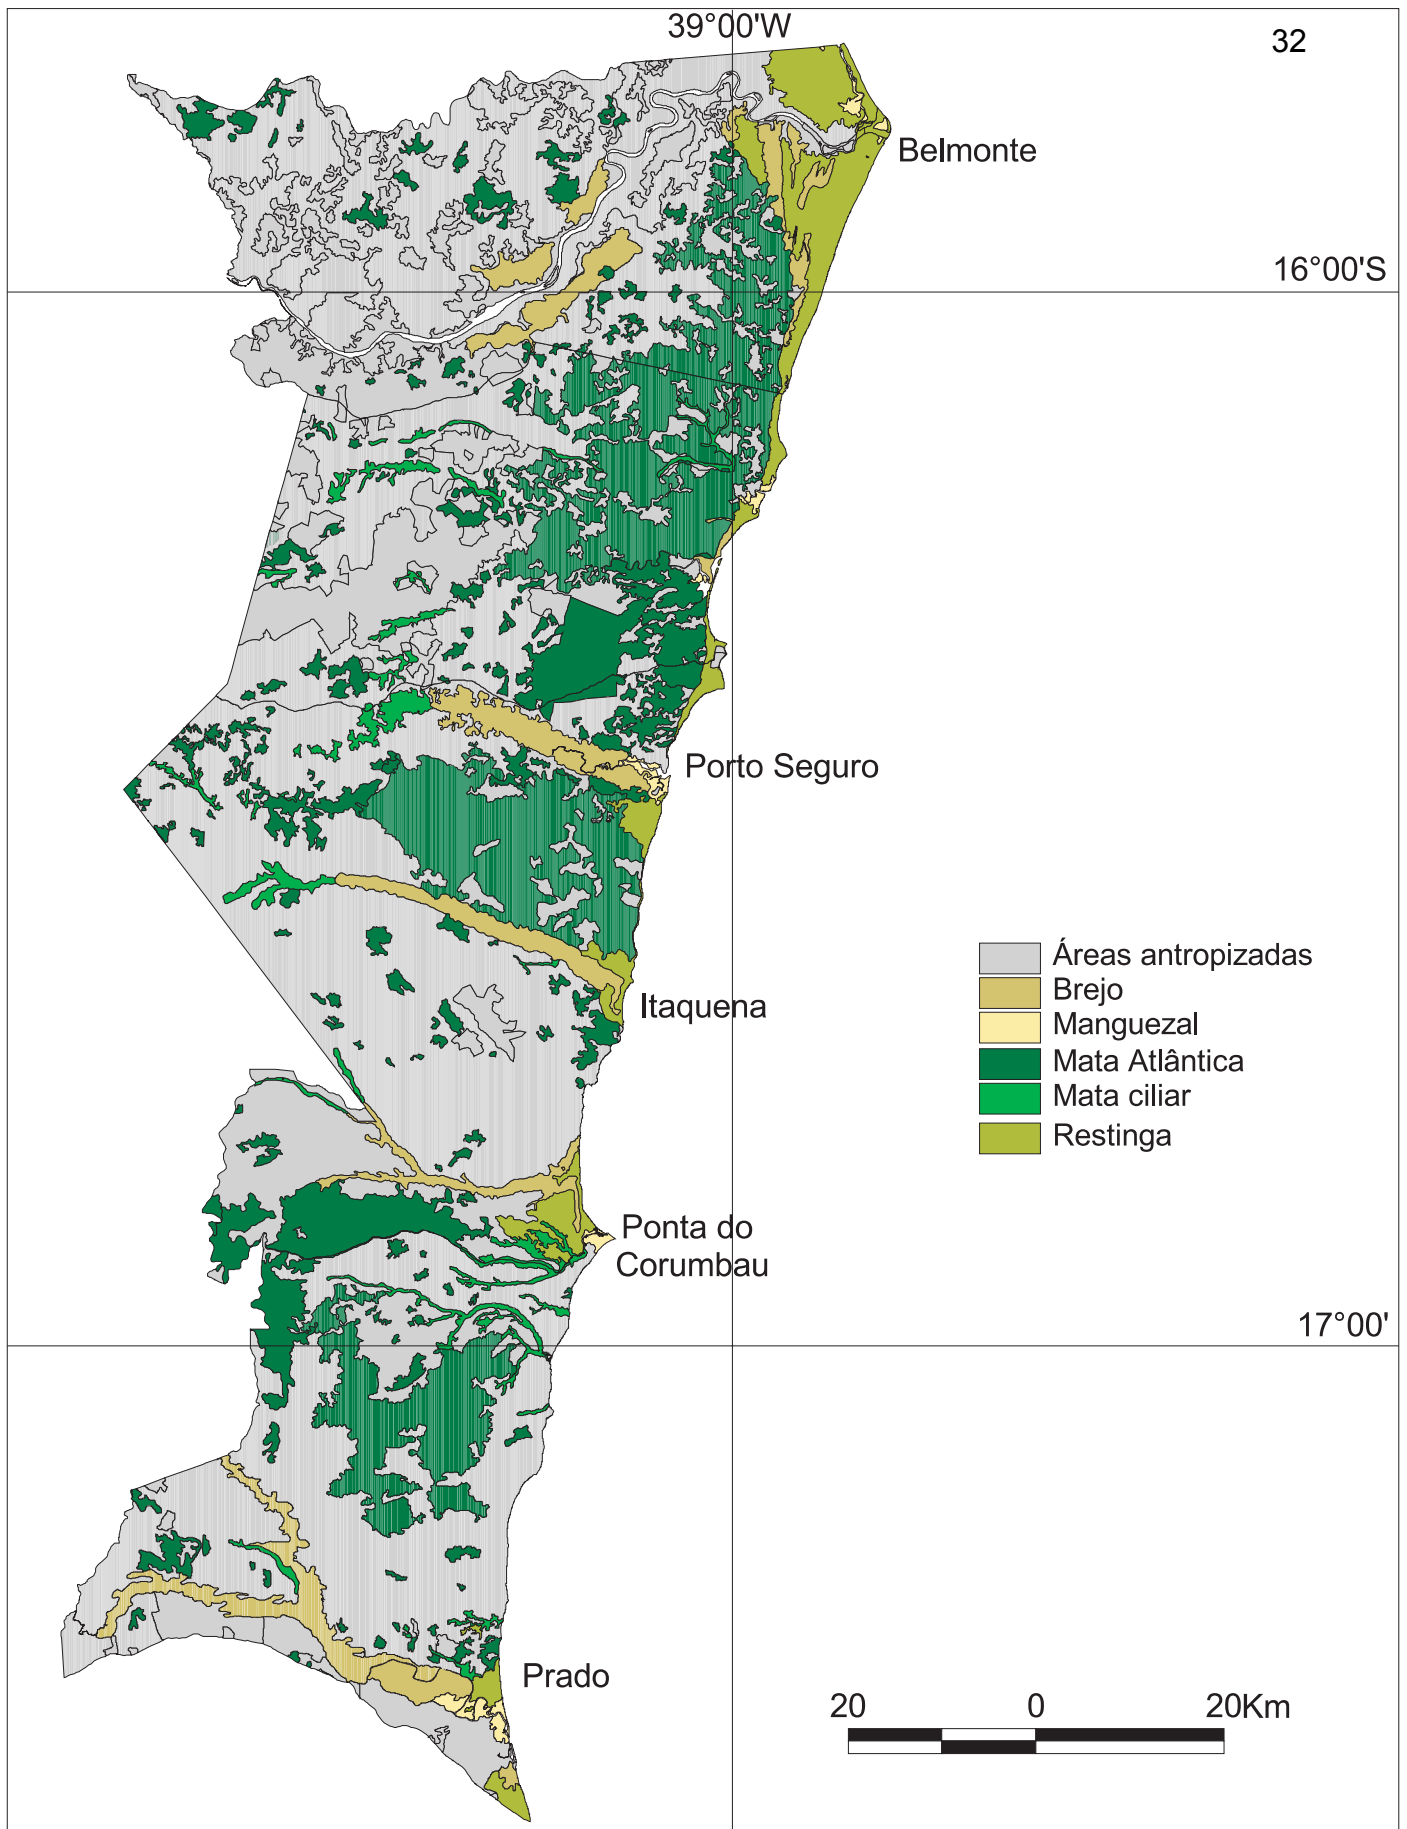 39°00'W
32
Belmonte
16°00'S
Porto Seguro
Áreas antropizadas
Brejo
Manguezal
Mata Atlântica
Mata ciliar
Restinga
Itaquena
Ponta do
Corumbau
17°00'
Prado
20 0 20Km